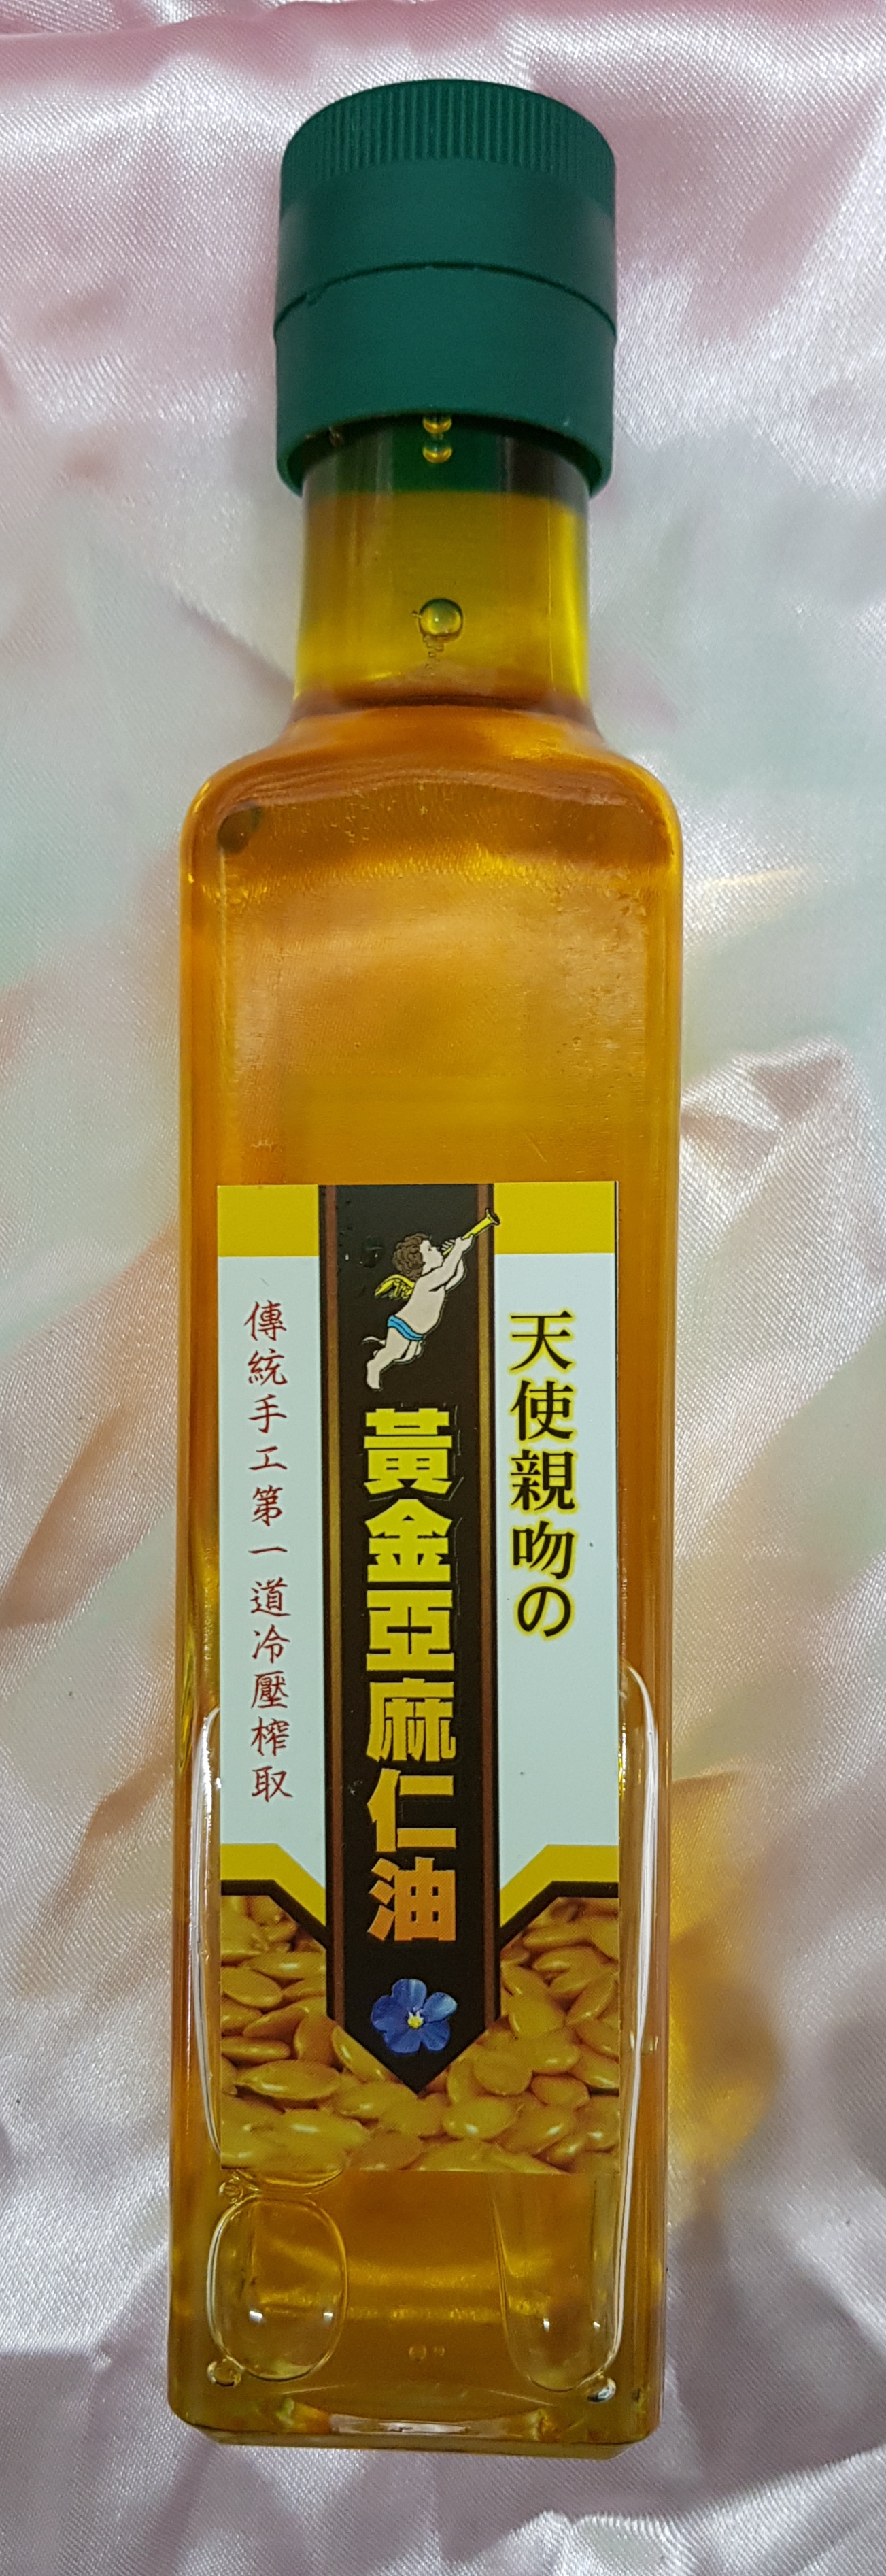 天使親吻の
黃金亞麻仁油
傳統手工第一道冷壓榨取